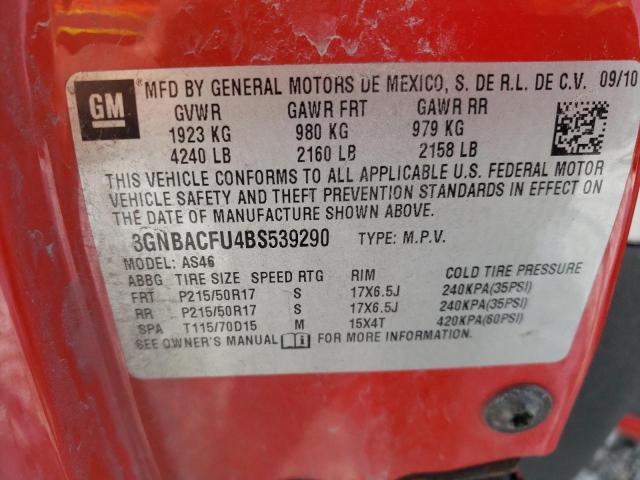 GM ®MFD BY GENERAL MOTORS DE MEXICO, S. DE R.L. DE C.V. 09/10
GVWR GAWR FRT GAWR RR
1923 KG 980 KG 979 KG
4240 LB 2160 LB 2158 LB
THIS VEHICLE CONFORMS TO ALL APPLICABLE U.S. FEDERAL MOTOR
VEHICLE SAFETY AND THEFT PREVENTION STANDARDS IN EFFECT ON
THE DATE OF MANUFACTURE SHOWN ABOVE.
3GNBACFU4BS539290 TYPE: M.P.V.
MODEL: AS46
ABBG TIRE SIZE SPEED RTG RIM COLD TIRE PRESSURE
FRT P215/50R17 S 17X6.5J 240KPA(35PSI)
RR P215/50R17 S 17X6.5J 240KPA(35PSI)
SPA T115/70D15 M 15X4T 420KPA(60PSI)
SEE OWNER'S MANUAL FOR MORE INFORMATION.